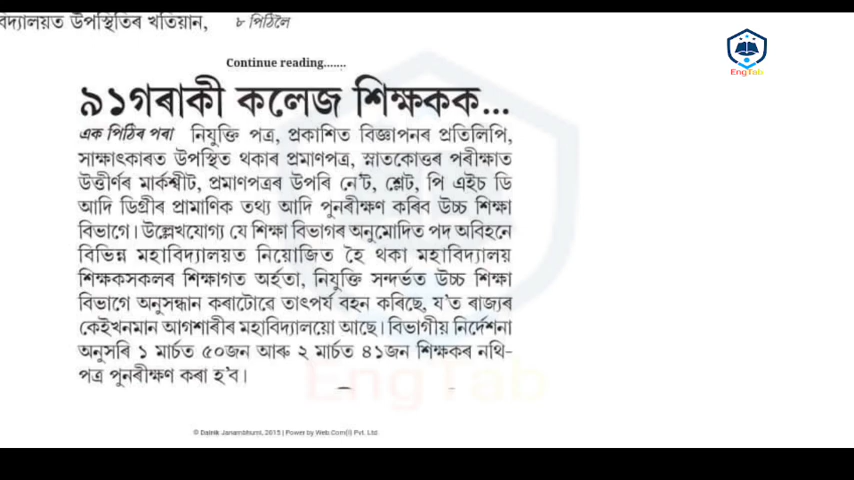 বিদ্যালয়ত উপস্থিতিৰ খতিয়ান, ৮ পিঠিলৈ
EngTab
Continue reading.......
৯১গৰাকী কলেজ শিক্ষকক...
এক পিঠিৰ পৰা নিযুক্তি পত্ৰ, প্ৰকাশিত বিজ্ঞাপনৰ প্ৰতিলিপি,
সাক্ষাৎকাৰত উপস্থিত থকাৰ প্ৰমাণপত্ৰ, স্নাতকোত্তৰ পৰীক্ষাত
উত্তীৰ্ণৰ মাৰ্কশ্বীট, প্ৰমাণপত্ৰৰ উপৰি নে'ট, শ্লেট, পি এইচ ডি
আদি ডিগ্ৰীৰ প্ৰামাণিক তথ্য আদি পুনৰীক্ষণ কৰিব উচ্চ শিক্ষা
বিভাগে। উল্লেখযোগ্য যে শিক্ষা বিভাগৰ অনুমোদিত পদ অবিহনে
বিভিন্ন মহাবিদ্যালয়ত নিয়োজিত হৈ থকা মহাবিদ্যালয়
শিক্ষকসকলৰ শিক্ষাগত অৰ্হতা, নিযুক্তি সন্দৰ্ভত উচ্চ শিক্ষা
বিভাগে অনুসন্ধান কৰাটোৱে তাৎপৰ্য বহন কৰিছে, য'ত ৰাজ্যৰ
কেইখনমান আগশাৰীৰ মহাবিদ্যালয়ো আছে। বিভাগীয় নিৰ্দেশনা
অনুসৰি ১ মাৰ্চত ৫০জন আৰু ২ মাৰ্চত ৪১জন শিক্ষকৰ নথি-
পত্ৰ পুনৰীক্ষণ কৰা হ'ব।
EngTab
© Dainik Janambhumi, 2015 | Power by Web.Com(i) Pvt. Ltd.